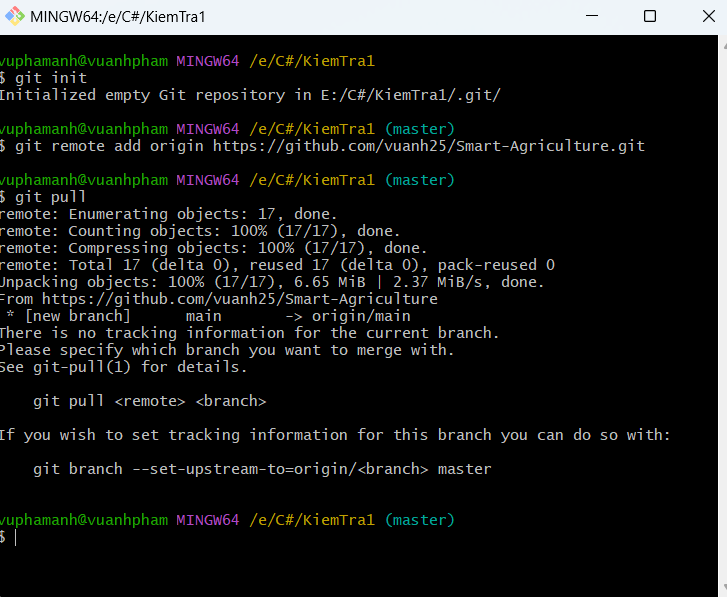 MINGW64:/e/C#/KiemTra1
vuphamanh@vuanhpham MINGW64 /e/C#/KiemTra1
$ git init
Initialized empty Git repository in E:/C#/KiemTra1/.git/
vuphamanh@vuanhpham MINGW64 /e/C#/KiemTra1 (master)
$ git remote add origin https://github.com/vuanh25/Smart-Agriculture.git
vuphamanh@vuanhpham MINGW64 /e/C#/KiemTra1 (master)
$ git pull
remote: Enumerating objects: 17, done.
remote: Counting objects: 100% (17/17), done.
remote: Compressing objects: 100% (17/17), done.
remote: Total 17 (delta 0), reused 17 (delta 0), pack-reused 0
Unpacking objects: 100% (17/17), 6.65 MiB | 2.37 MiB/s, done.
From https://github.com/vuanh25/Smart-Agriculture
 * [new branch]      main       -> origin/main
There is no tracking information for the current branch.
Please specify which branch you want to merge with.
See git-pull(1) for details.
    git pull <remote> <branch>
If you wish to set tracking information for this branch you can do so with:
    git branch --set-upstream-to=origin/<branch> master
vuphamanh@vuanhpham MINGW64 /e/C#/KiemTra1 (master)
$